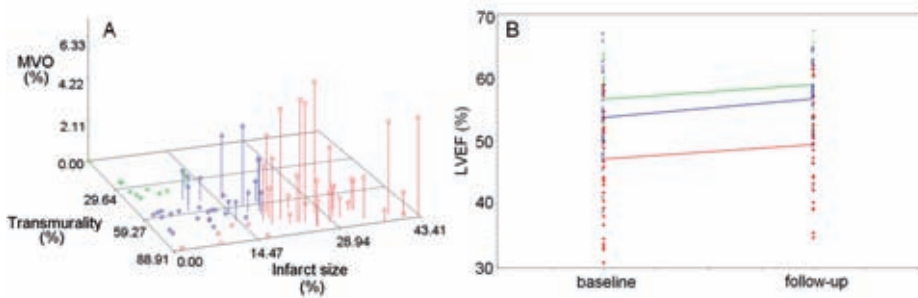 A
6.33
MVO
(%)
4.22
2.11
0.00
29.64
Transmurality
(%)
59.27
88.91
0.00
14.47
28.94
43.41
Infarct size
(%)
B
70
60
50
40
30
LVEF (%)
baseline
follow-up